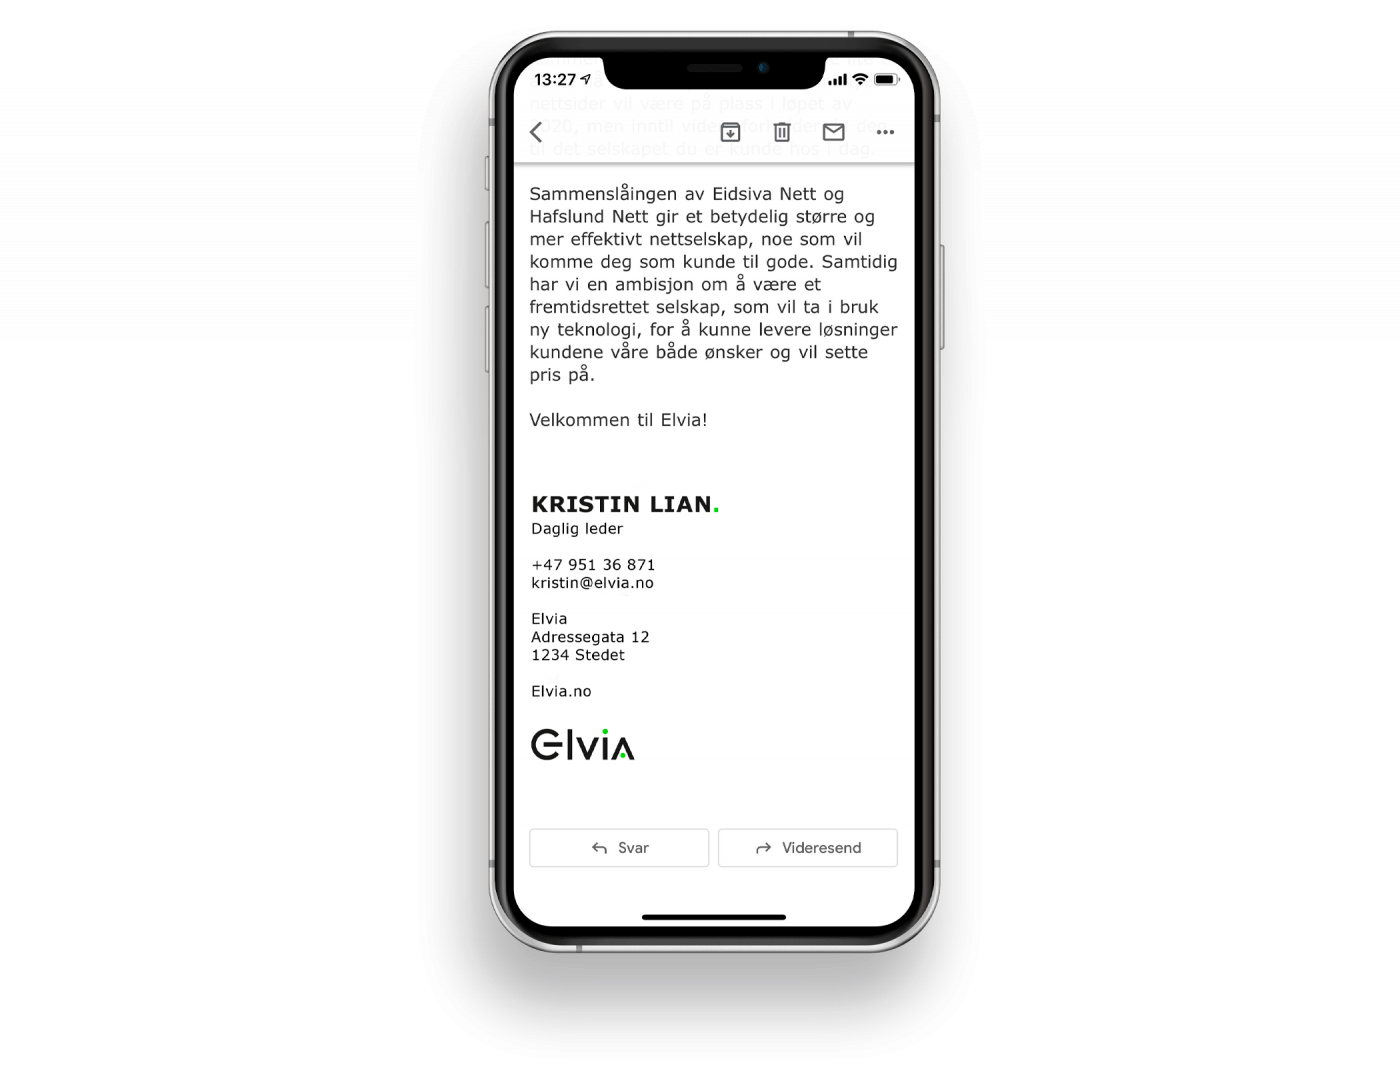 13:27
nettsider vil være på plass i løpet av
2020, men inntil videre
til det selskapet du er kunde hos i dag.
Sammenslåingen av Eidsiva Nett og
Hafslund Nett gir et betydelig større og
mer effektivt nettselskap, noe som vil
komme deg som kunde til gode. Samtidig
har vi en ambisjon om å være et
fremtidsrettet selskap, som vil ta i bruk
ny teknologi, for å kunne levere løsninger
kundene våre både ønsker og vil sette
pris på.
Velkommen til Elvia!
KRISTIN LIAN.
Daglig leder
+47 951 36 871
kristin@elvia.no
Elvia
Adressegata 12
1234 Stedet
Elvia.no
Elvia
Svar
Videresend